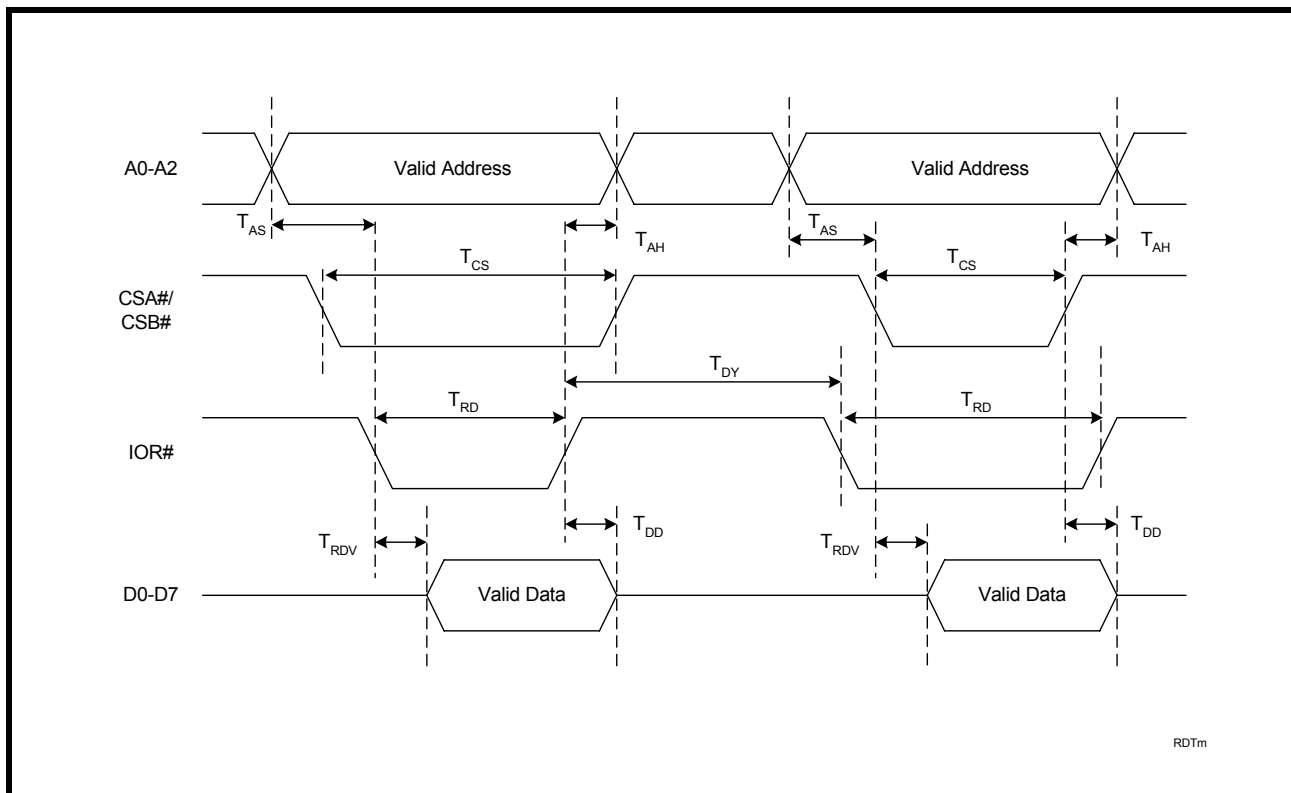 A0-A2
Valid Address
Valid Address
TAS
TAH
TAS
TAH
CSA#/
CSB#
TCS
TCS
TDY
IOR#
TRD
TRD
TRDV
TDD
TRDV
TDD
D0-D7
Valid Data
Valid Data
RDTm